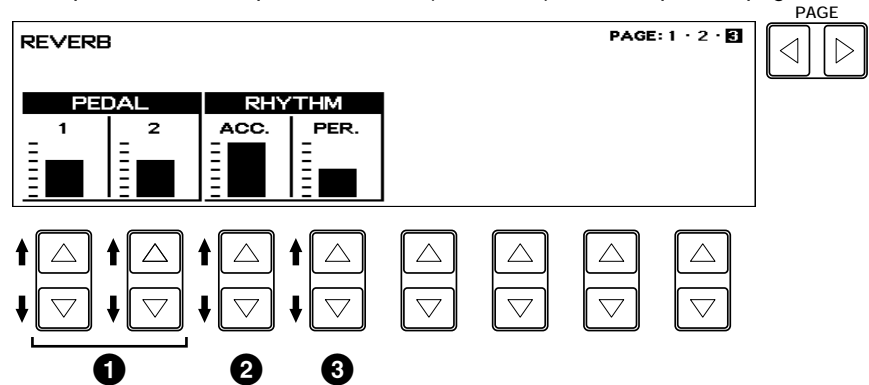 PAGE
REVERB
PAGE: 1 · 2 · 3
PEDAL RHYTHM
1 2 ACC. PER.
1 2 3